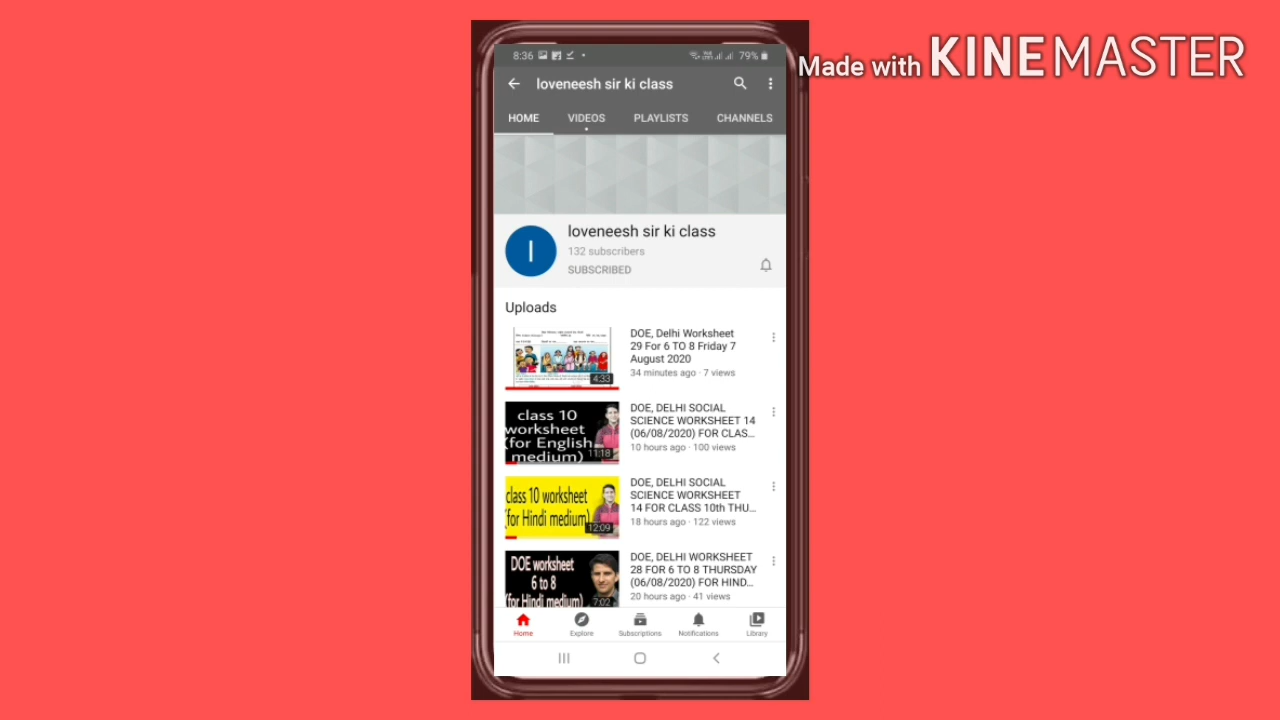 Made with KINEMASTER
8:36
79%
loveneesh sir ki class
HOME VIDEOS PLAYLISTS CHANNELS
l
loveneesh sir ki class
132 subscribers
SUBSCRIBED
Uploads
4:33
DOE, Delhi Worksheet
29 For 6 TO 8 Friday 7
August 2020
34 minutes ago · 7 views
class 10
worksheet
(for English
medium)
11:18
DOE, DELHI SOCIAL
SCIENCE WORKSHEET 14
(06/08/2020) FOR CLAS...
10 hours ago · 100 views
class 10 worksheet
(for Hindi medium)
12:09
DOE, DELHI SOCIAL
SCIENCE WORKSHEET
14 FOR CLASS 10th THU...
18 hours ago · 122 views
DOE worksheet
6 to 8
(for Hindi medium)
7:02
DOE, DELHI WORKSHEET
28 FOR 6 TO 8 THURSDAY
(06/08/2020) FOR HIND...
20 hours ago · 41 views
Home Explore Subscriptions Notifications Library